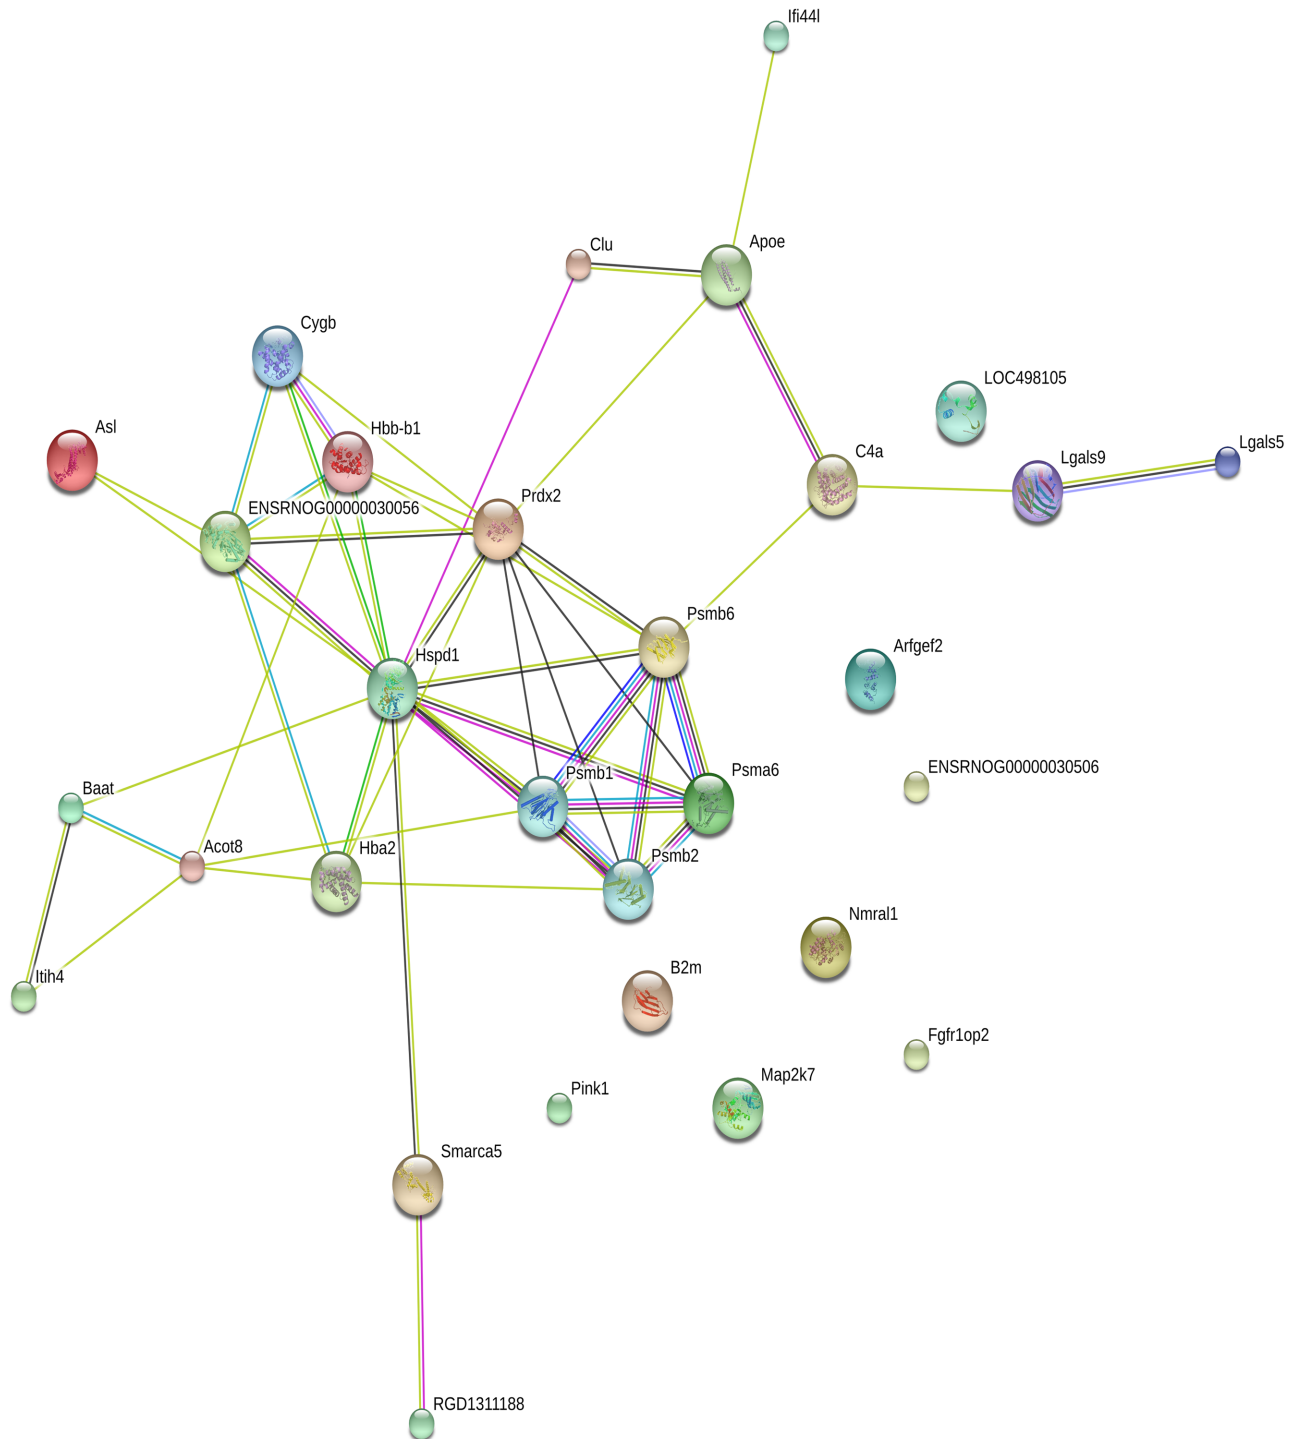 Ifi44l
Clu
Apoe
Cygb
LOC498105
Asl
Hbb-b1
Lgals5
C4a
Lgals9
Prdx2
ENSRNOG00000030056
Psmb6
Arfgef2
Hspd1
ENSRNOG00000030506
Psmb1
Psma6
Baat
Acot8
Hba2
Psmb2
Nmral1
B2m
Itih4
Fgfr1op2
Map2k7
Pink1
Smarca5
RGD1311188